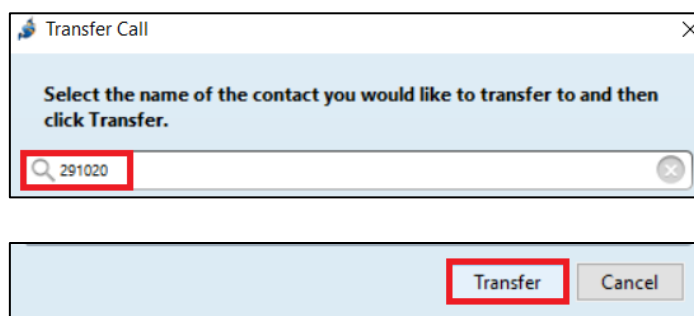 Transfer Call
Select the name of the contact you would like to transfer to and then
click Transfer.
291020
Transfer Cancel